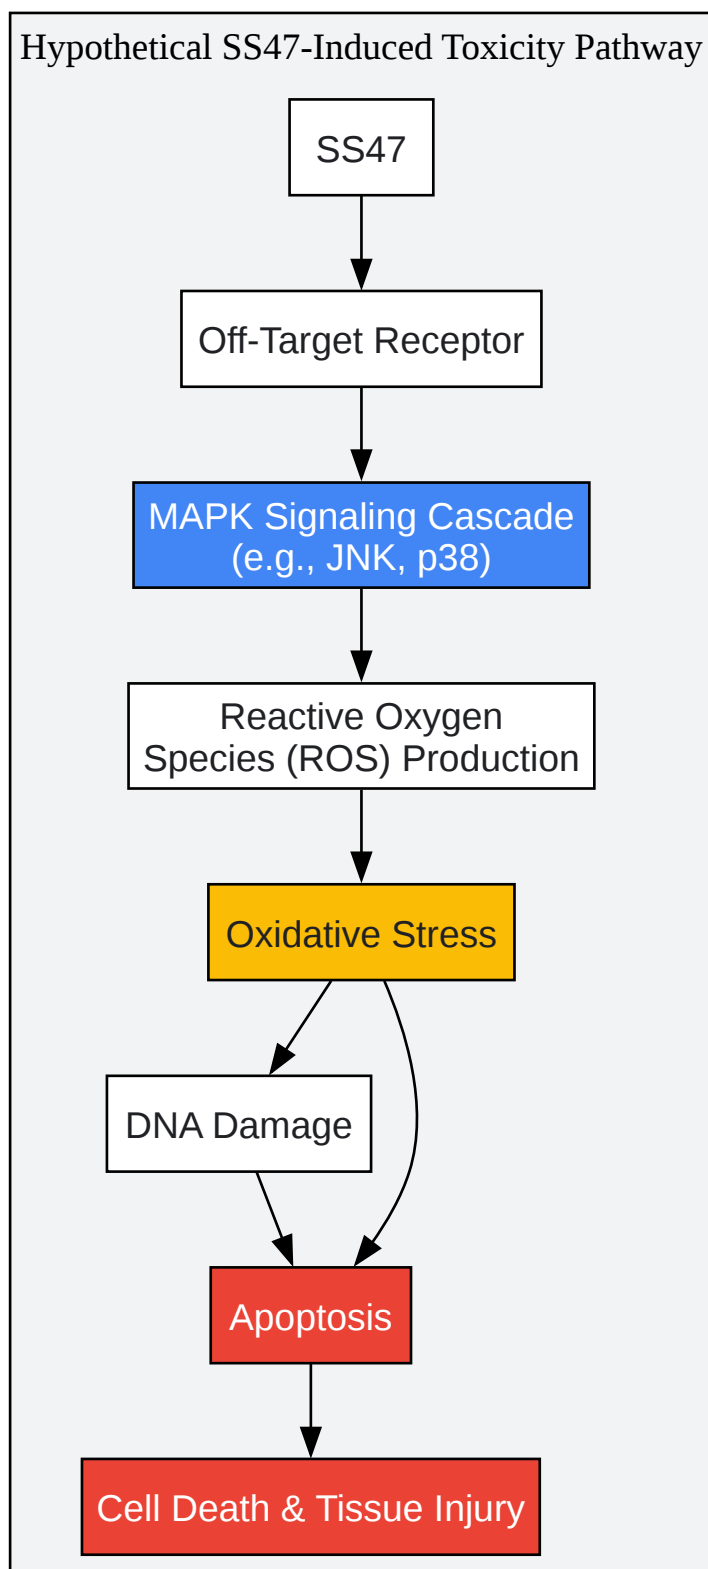 Hypothetical SS47-Induced Toxicity Pathway
SS47
Off-Target Receptor
MAPK Signaling Cascade
(e.g., JNK, p38)
Reactive Oxygen
Species (ROS) Production
Oxidative Stress
DNA Damage
Apoptosis
Cell Death & Tissue Injury